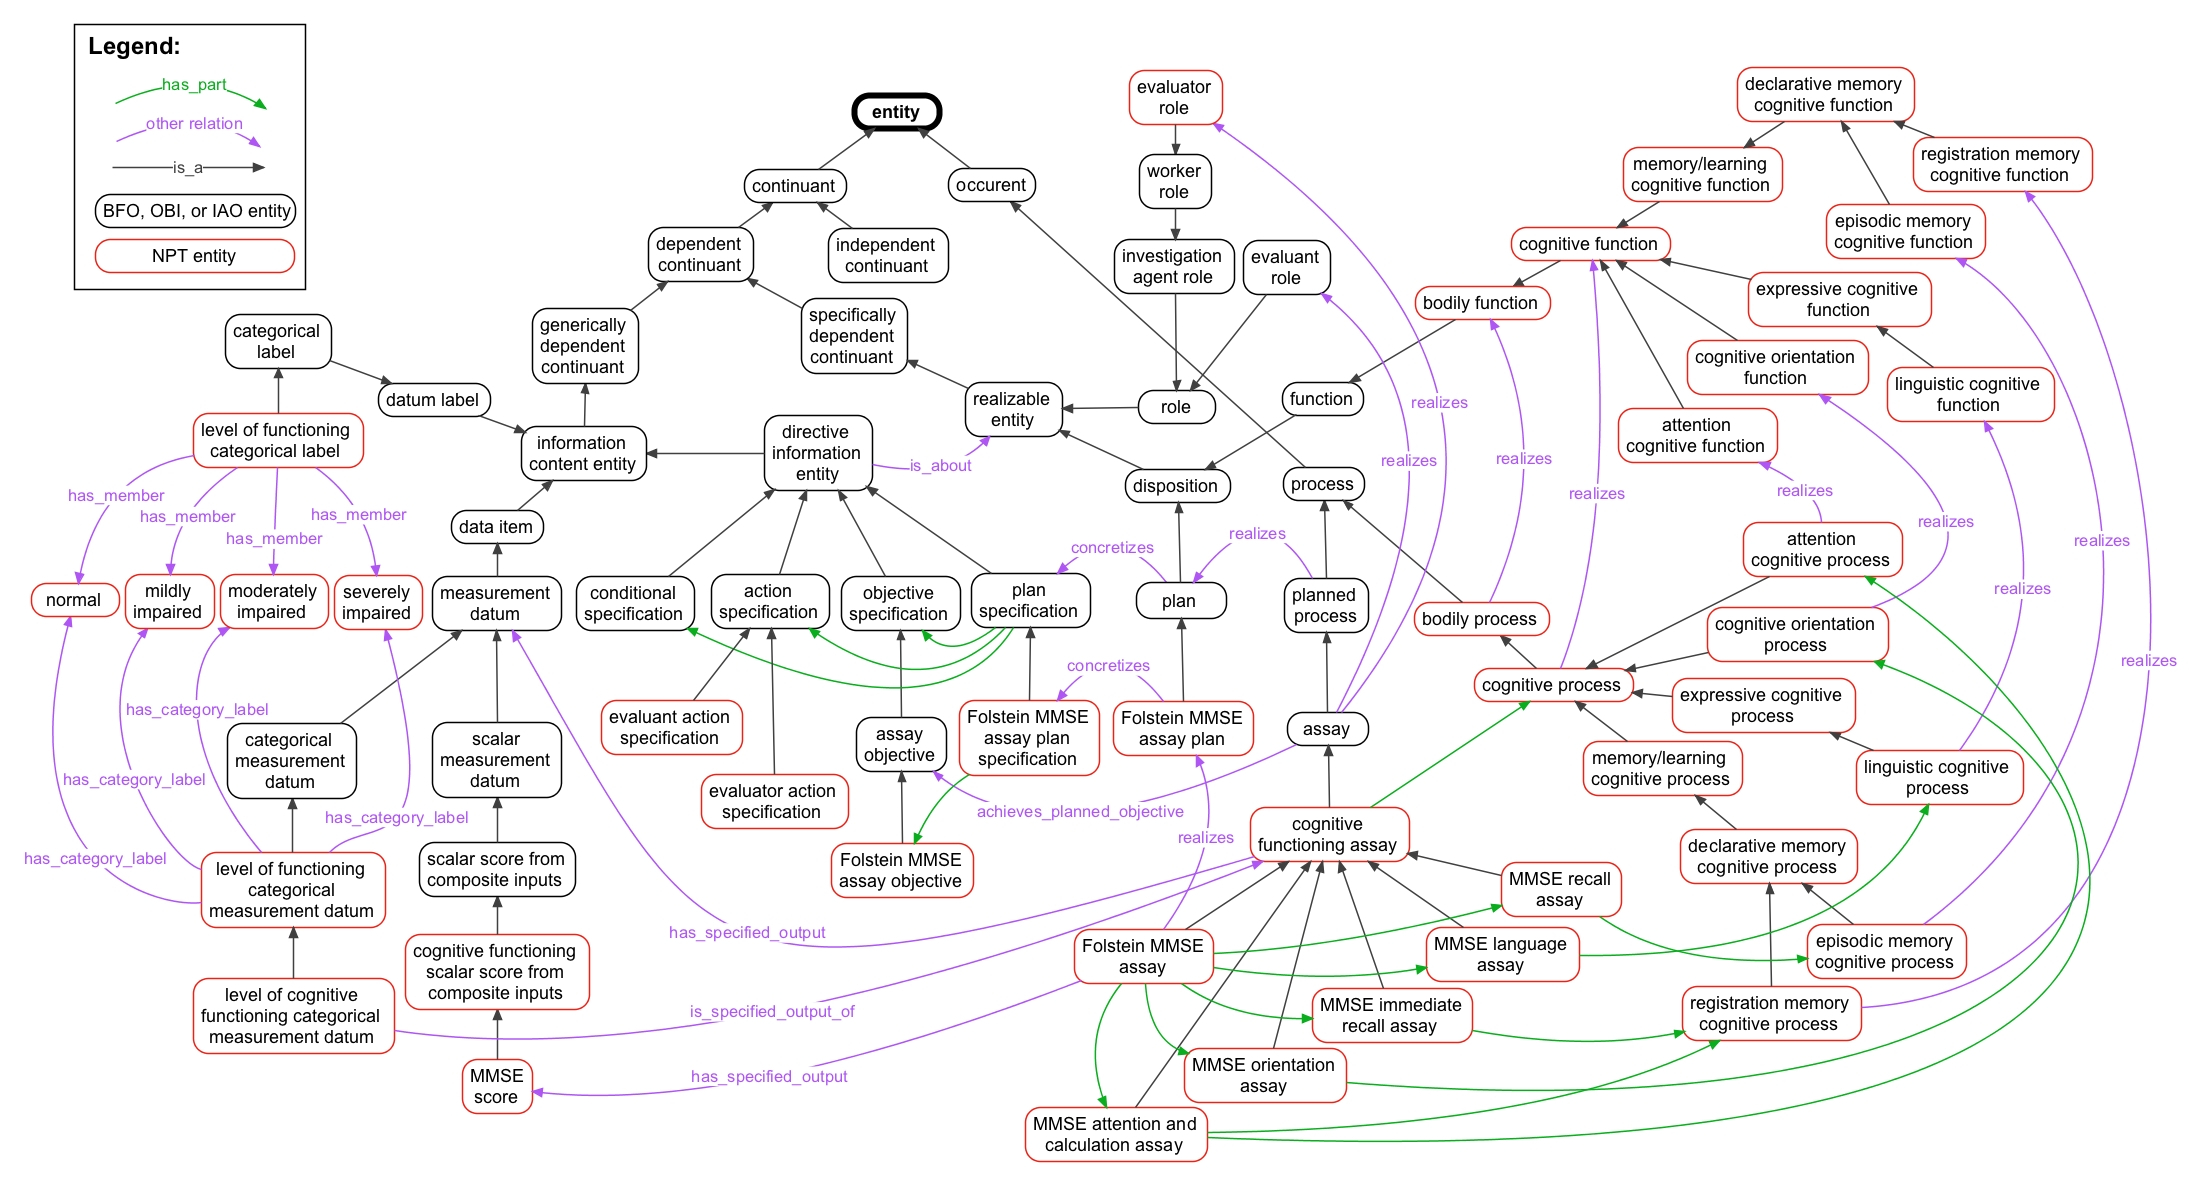 Legend:
has_part
other relation
is_a
BFO, OBI, or IAO entity
NPT entity
entity
continuant
occurent
dependent
continuant
independent
continuant
generically
dependent
continuant
specifically
dependent
continuant
evaluator
role
worker
role
investigation
agent role
evaluant
role
role
realizable
entity
function
disposition
process
declarative memory
cognitive function
memory/learning
cognitive function
registration memory
cognitive function
episodic memory
cognitive function
cognitive function
bodily function
expressive cognitive
function
cognitive orientation
function
linguistic cognitive
function
attention
cognitive function
categorical
label
datum label
level of functioning
categorical label
information
content entity
directive
information
entity
is_about
data item
has_member
has_member
has_member
has_member
normal
mildly
impaired
moderately
impaired
severely
impaired
measurement
datum
conditional
specification
action
specification
objective
specification
plan
specification
concretizes
realizes
plan
planned
process
realizes
realizes
realizes
realizes
realizes
realizes
realizes
realizes
realizes
attention
cognitive process
bodily process
cognitive orientation
process
cognitive process
expressive cognitive
process
memory/learning
cognitive process
linguistic cognitive
process
declarative memory
cognitive process
episodic memory
cognitive process
registration memory
cognitive process
has_category_label
has_category_label
has_category_label
has_category_label
categorical
measurement
datum
scalar
measurement
datum
evaluant action
specification
evaluator action
specification
assay
objective
Folstein MMSE
assay plan
specification
concretizes
Folstein MMSE
assay plan
assay
achieves_planned_objective
realizes
Folstein MMSE
assay objective
cognitive
functioning assay
level of functioning
categorical
measurement datum
scalar score from
composite inputs
cognitive functioning
scalar score from
composite inputs
level of cognitive
functioning categorical
measurement datum
MMSE
score
has_specified_output
is_specified_output_of
has_specified_output
Folstein MMSE
assay
MMSE recall
assay
MMSE language
assay
MMSE immediate
recall assay
MMSE orientation
assay
MMSE attention and
calculation assay